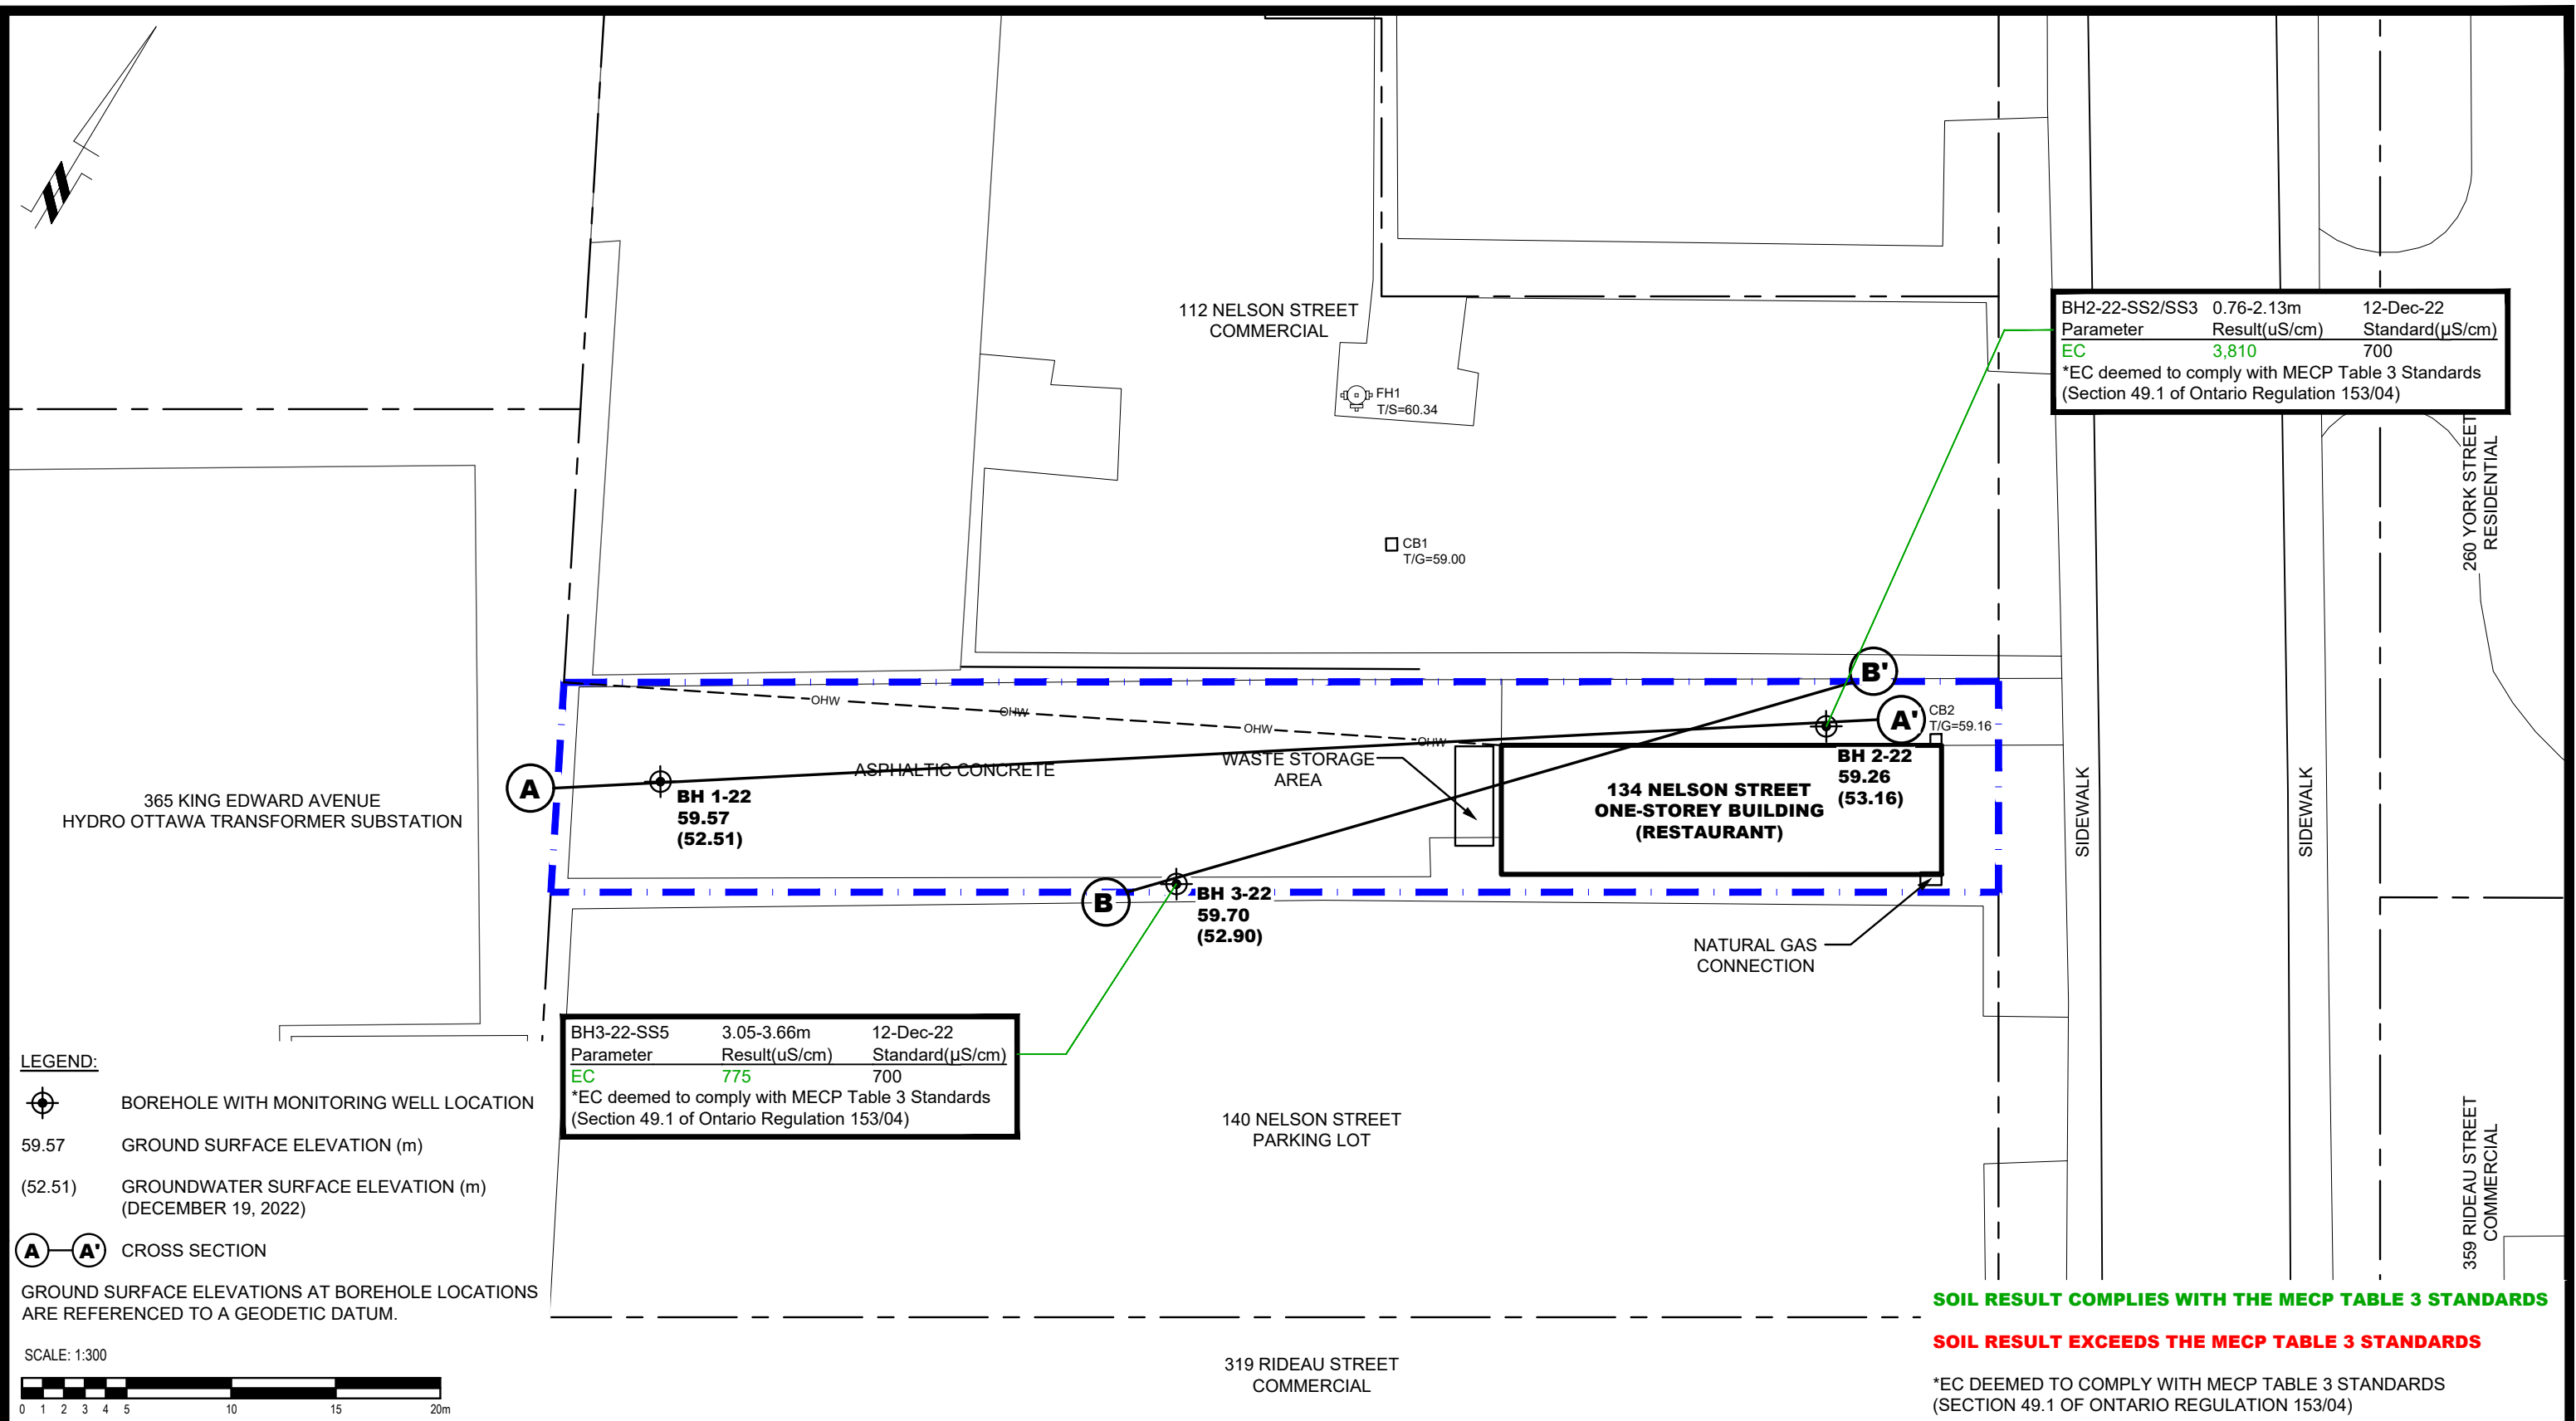 112 NELSON STREET
COMMERCIAL
FH1
T/S=60.34
CB1
T/G=59.00
BH2-22-SS2/SS3 0.76-2.13m 12-Dec-22
Parameter Result(uS/cm) Standard(µS/cm)
EC 3,810 700
*EC deemed to comply with MECP Table 3 Standards
(Section 49.1 of Ontario Regulation 153/04)
260 YORK STREET
RESIDENTIAL
OHW
OHW
OHW
OHW
B'
A'
CB2
T/G=59.16
A
ASPHALTIC CONCRETE
WASTE STORAGE
AREA
BH 1-22
59.57
(52.51)
BH 2-22
59.26
(53.16)
134 NELSON STREET
ONE-STOREY BUILDING
(RESTAURANT)
365 KING EDWARD AVENUE
HYDRO OTTAWA TRANSFORMER SUBSTATION
SIDEWALK
SIDEWALK
B
BH 3-22
59.70
(52.90)
NATURAL GAS
CONNECTION
BH3-22-SS5 3.05-3.66m 12-Dec-22
Parameter Result(uS/cm) Standard(µS/cm)
EC 775 700
*EC deemed to comply with MECP Table 3 Standards
(Section 49.1 of Ontario Regulation 153/04)
140 NELSON STREET
PARKING LOT
359 RIDEAU STREET
COMMERCIAL
319 RIDEAU STREET
COMMERCIAL
LEGEND:
BOREHOLE WITH MONITORING WELL LOCATION
59.57 GROUND SURFACE ELEVATION (m)
(52.51) GROUNDWATER SURFACE ELEVATION (m)
(DECEMBER 19, 2022)
A A' CROSS SECTION
GROUND SURFACE ELEVATIONS AT BOREHOLE LOCATIONS
ARE REFERENCED TO A GEODETIC DATUM.
SCALE: 1:300
0 1 2 3 4 5 10 15 20m
SOIL RESULT COMPLIES WITH THE MECP TABLE 3 STANDARDS
SOIL RESULT EXCEEDS THE MECP TABLE 3 STANDARDS
*EC DEEMED TO COMPLY WITH MECP TABLE 3 STANDARDS
(SECTION 49.1 OF ONTARIO REGULATION 153/04)